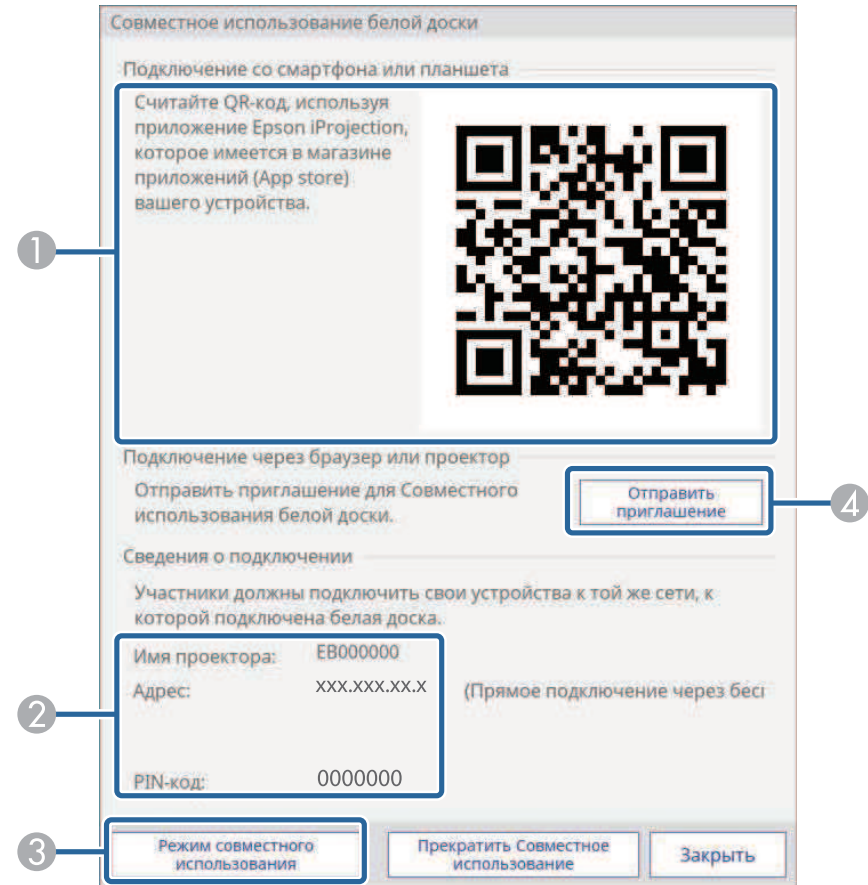 Совместное использование белой доски
Подключение со смартфона или планшета
Считайте QR-код, используя
приложение Epson iProjection,
которое имеется в магазине
приложений (App store)
вашего устройства.
1
Подключение через браузер или проектор
Отправить приглашение для Совместного
использования белой доски.
Отправить
приглашение
4
Сведения о подключении
Участники должны подключить свои устройства к той же сети, к
которой подключена белая доска.
Имя проектора: EB000000
Адрес: xxx.xxx.xx.x (Прямое подключение через
2
PIN-код: 0000000
3
Режим совместного
использования
Прекратить Совместное
использование
Закрыть